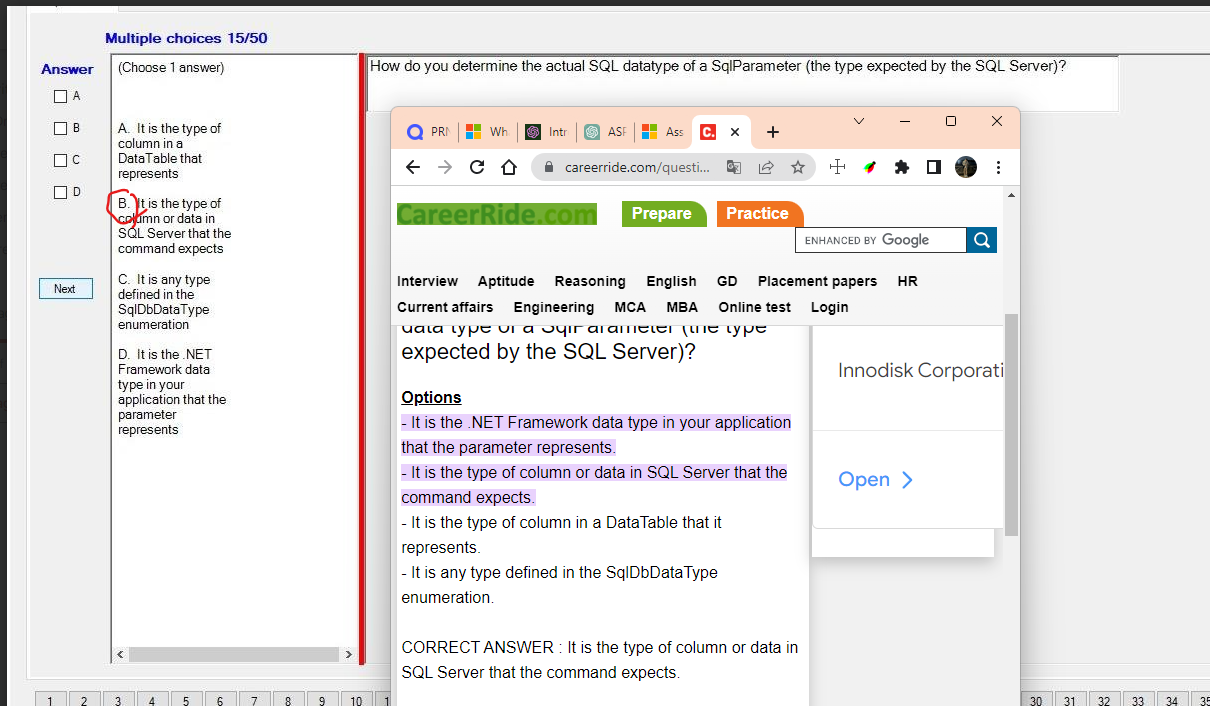 Multiple choices 15/50
Answer
A
B
C
D
Next
(Choose 1 answer)
A. It is the type of
column in a
DataTable that
represents
B. It is the type of
column or data in
SQL Server that the
command expects
C. It is any type
defined in the
SqlDbDataType
enumeration
D. It is the .NET
Framework data
type in your
application that the
parameter
represents
How do you determine the actual SQL datatype of a SqlParameter (the type expected by the SQL Server)?
PRN Wh Intr ASF Ass
careerride.com/questi...
CareerRide.com
Prepare Practice
ENHANCED BY Google
Interview Aptitude Reasoning English GD Placement papers HR
Current affairs Engineering MCA MBA Online test Login
data type of a SqlParameter (the type
expected by the SQL Server)?
Options
- It is the .NET Framework data type in your application
that the parameter represents.
- It is the type of column or data in SQL Server that the
command expects.
- It is the type of column in a DataTable that it
represents.
- It is any type defined in the SqlDbDataType
enumeration.
CORRECT ANSWER : It is the type of column or data in
SQL Server that the command expects.
Innodisk Corporati
Open
1 2 3 4 5 6 7 8 9 10 1 30 31 32 33 34 35